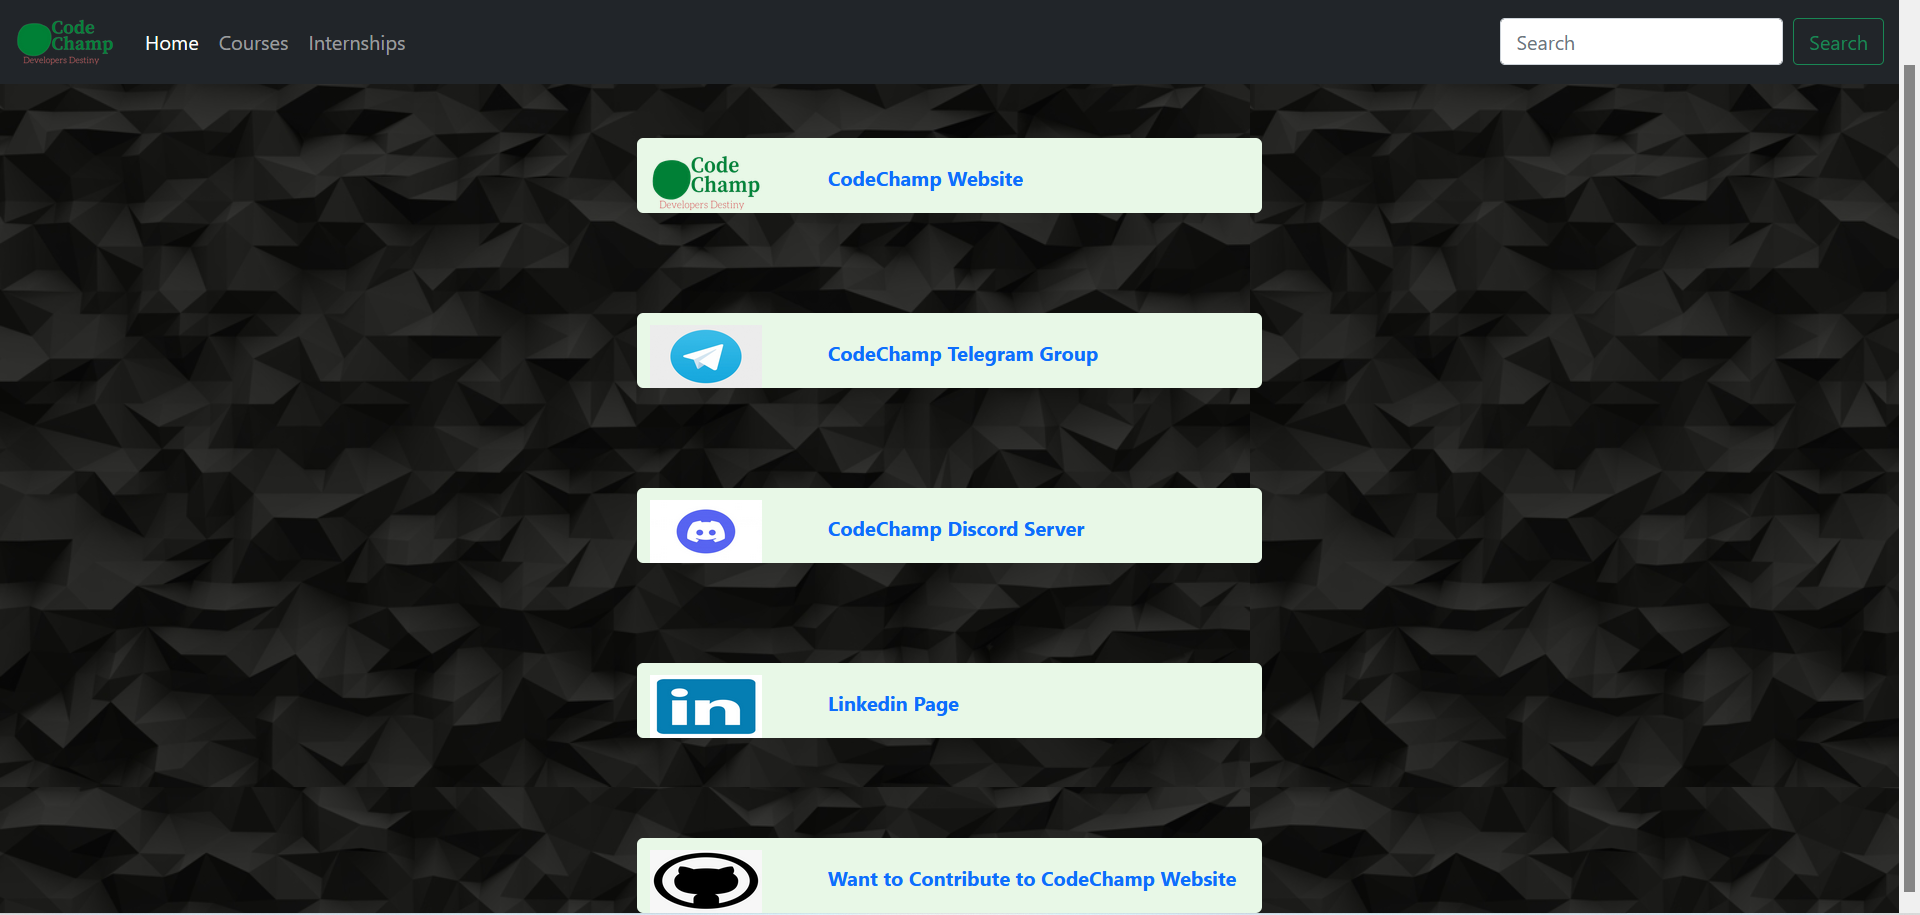 Code
Champ
Developers Destiny
Home Courses Internships
Search Search
Code
Champ
Developers Destiny
CodeChamp Website
CodeChamp Telegram Group
CodeChamp Discord Server
in
Linkedin Page
Want to Contribute to CodeChamp Website